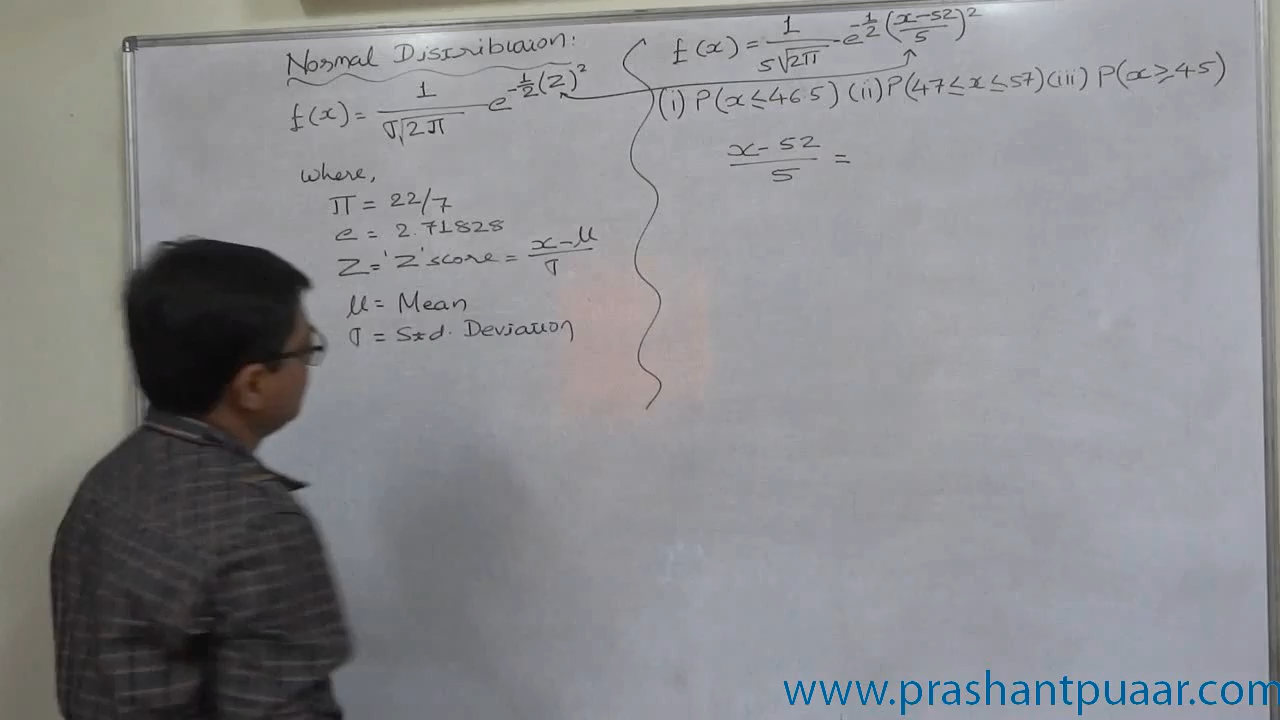 Normal Distribution:
f(x) = 1/(σ√2π) e^(-1/2(Z)²)
where,
π = 22/7
e = 2.71828
Z = 'Z' score = (x-μ)/σ
μ = Mean
σ = Std. Deviation
f(x) = 1/(5√2π) · e^(-1/2((x-52)/5)²)
(i) P(x≤46.5) (ii) P(47≤x≤57) (iii) P(x≥45)
(x-52)/5 =
www.prashantpuaar.com